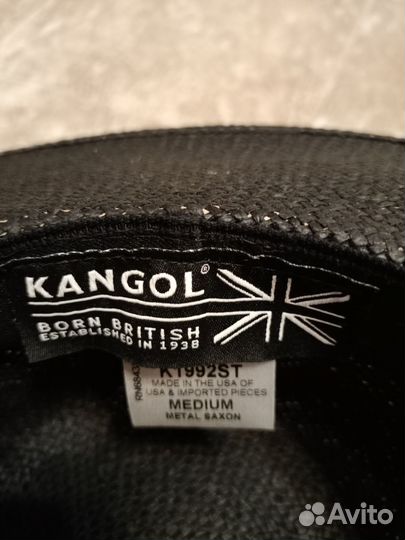 KANGOL®
BORN BRITISH
ESTABLISHED IN 1938
K1992ST
MADE IN THE USA OF
USA & IMPORTED PIECES
MEDIUM
METAL SAXON
Avito